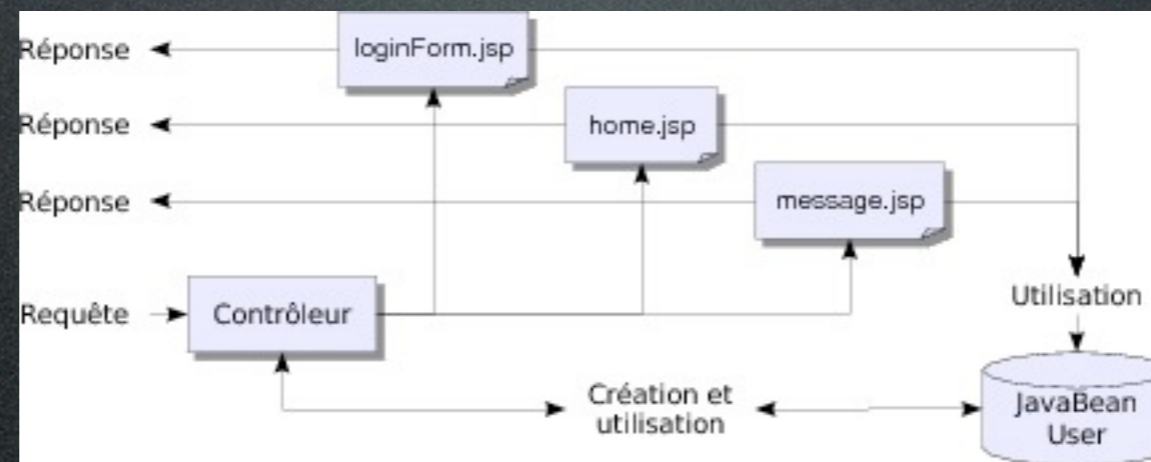 Réponse
loginForm.jsp
Réponse
home.jsp
Réponse
message.jsp
Requête
Contrôleur
Utilisation
Création et
utilisation
JavaBean
User